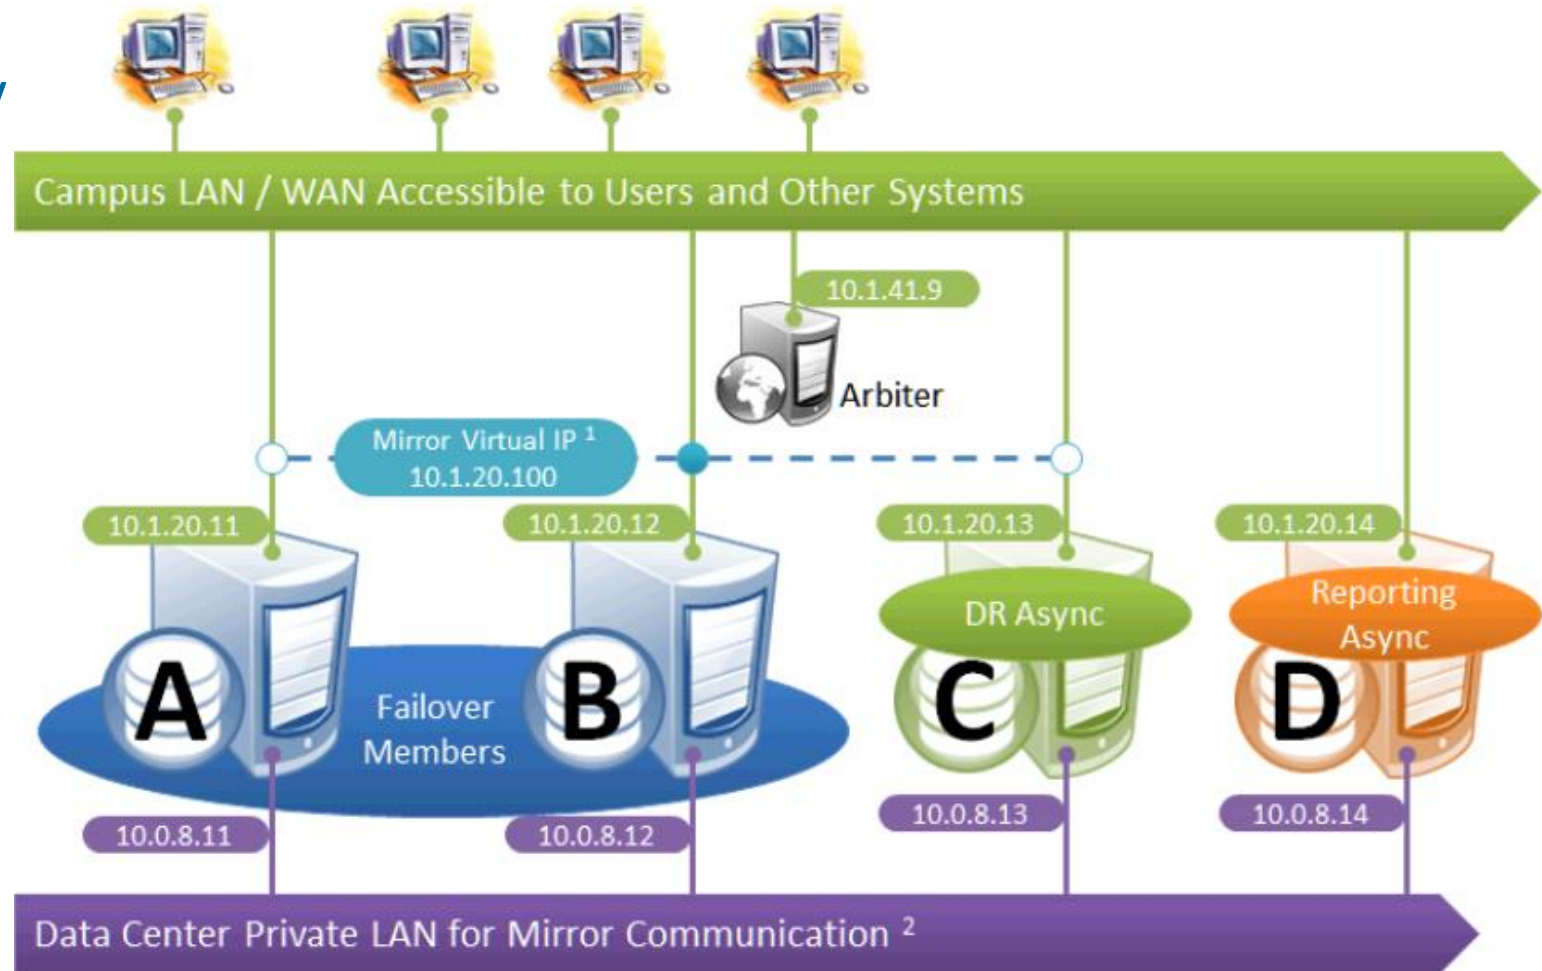 y
Campus LAN / WAN Accessible to Users and Other Systems
10.1.41.9
Arbiter
Mirror Virtual IP 1
10.1.20.100
10.1.20.11
10.1.20.12
10.1.20.13
10.1.20.14
DR Async
Reporting
Async
A
B
C
D
Failover
Members
10.0.8.11
10.0.8.12
10.0.8.13
10.0.8.14
Data Center Private LAN for Mirror Communication 2